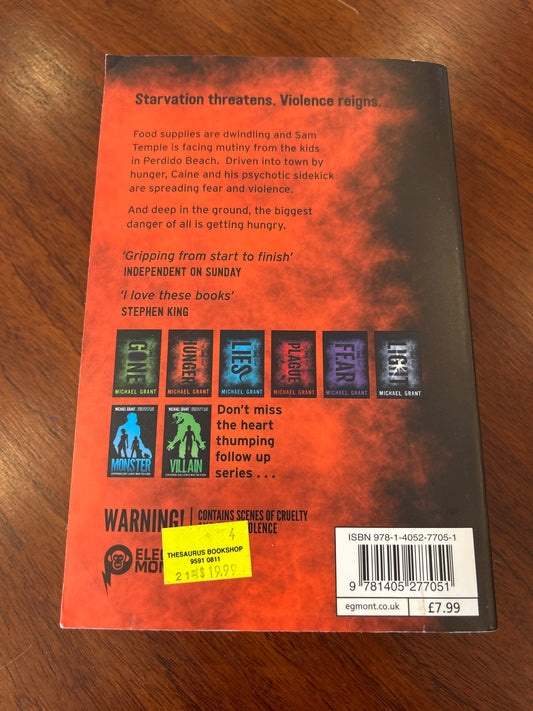 Starvation threatens. Violence reigns.
Food supplies are dwindling and Sam
Temple is facing mutiny from the kids
in Perdido Beach. Driven into town by
hunger, Caine and his psychotic sidekick
are spreading fear and violence.
And deep in the ground, the biggest
danger of all is getting hungry.
'Gripping from start to finish'
INDEPENDENT ON SUNDAY
'I love these books'
STEPHEN KING
GONE
MICHAEL GRANT
HUNGER
MICHAEL GRANT
LIES
MICHAEL GRANT
PLAGUE
MICHAEL GRANT
FEAR
MICHAEL GRANT
LIGHT
MICHAEL GRANT
MICHAEL GRANT
MONSTER
MICHAEL GRANT
VILLAIN
Don't miss
the heart
thumping
follow up
series . . .
WARNING!
CONTAINS SCENES OF CRUELTY
THESAURUS BOOKSHOP
9591 0811
$19.99
ISBN 978-1-4052-7705-1
9 781405 277051
egmont.co.uk
£7.99